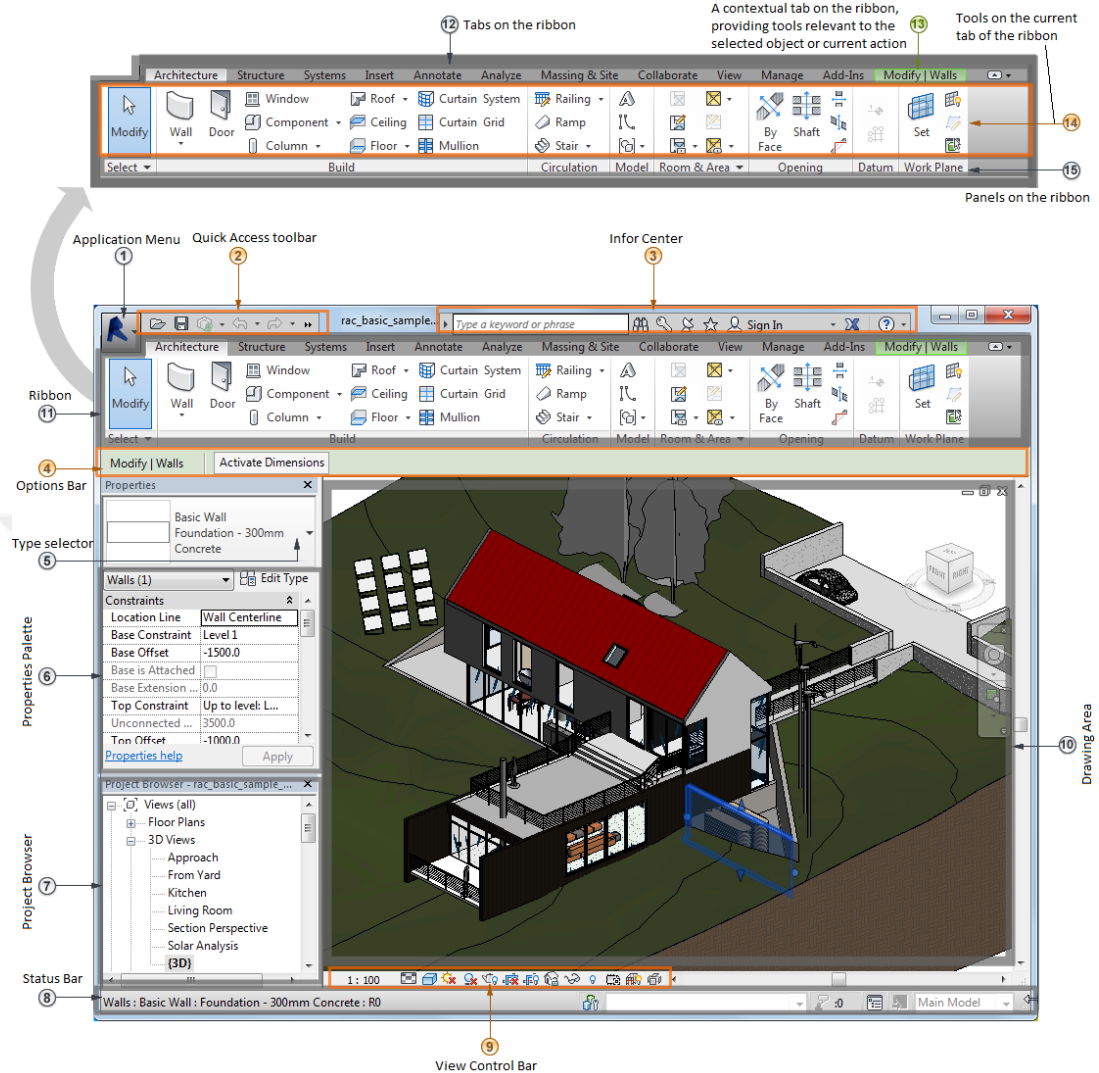 A contextual tab on the ribbon,
providing tools relevant to the
selected object or current action
12 Tabs on the ribbon
13
Tools on the current
tab of the ribbon
Architecture Structure Systems Insert Annotate Analyze Massing & Site Collaborate View Manage Add-Ins Modify | Walls
Window Roof Curtain System Railing
Component Ceiling Curtain Grid Ramp
Modify Wall Door By Face Shaft Set
14
Column Floor Mullion Stair
Select Build Circulation Model Room & Area Opening Datum Work Plane
15
Panels on the ribbon
Application Menu Quick Access toolbar Infor Center
1 2 3
rac_basic_sample... Type a keyword or phrase Sign In
Architecture Structure Systems Insert Annotate Analyze Massing & Site Collaborate View Manage Add-Ins Modify | Walls
Window Roof Curtain System Railing
Ribbon
11
Component Ceiling Curtain Grid Ramp
Modify Wall Door By Face Shaft Set
Column Floor Mullion Stair
Select Build Circulation Model Room & Area Opening Datum Work Plane
4
Modify | Walls Activate Dimensions
Options Bar
Properties
Basic Wall
Foundation - 300mm
Concrete
Type selector
5
Walls (1) Edit Type
Constraints
Location Line Wall Centerline
Base Constraint Level 1
Base Offset -1500.0
Base is Attached
Base Extension ... 0.0
Top Constraint Up to level: L...
Unconnected ... 3500.0
Top Offset -1000.0
Properties help Apply
Properties Palette
6
FRONT RIGHT
10
Drawing Area
Project Browser - rac_basic_sample_...
Views (all)
Floor Plans
3D Views
Approach
From Yard
Kitchen
Living Room
Section Perspective
Solar Analysis
{3D}
Project Browser
7
1 : 100
Status Bar
8
Walls : Basic Wall : Foundation - 300mm Concrete : R0 :0 Main Model
9
View Control Bar